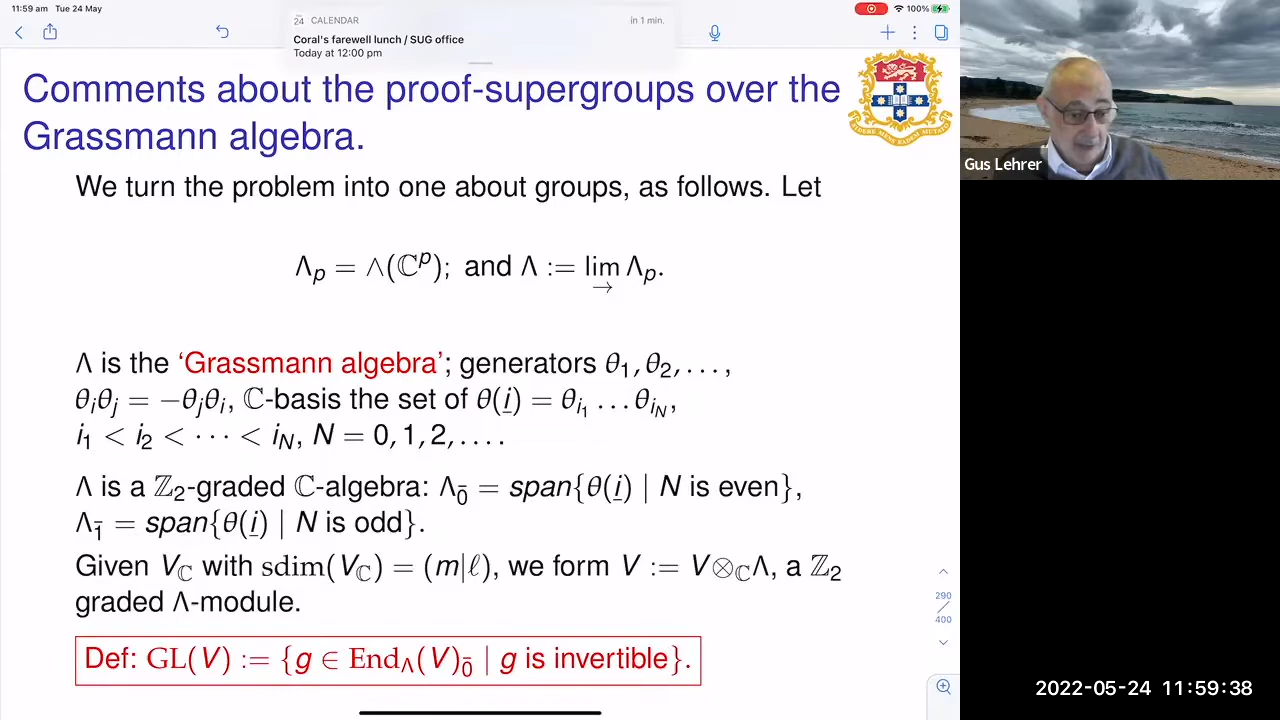 11:59 am Tue 24 May
100%
24 CALENDAR
in 1 min.
Coral's farewell lunch / SUG office
Today at 12:00 pm
Comments about the proof-supergroups over the
Grassmann algebra.
SIDERE MENS EADEM MUTATO
Gus Lehrer
We turn the problem into one about groups, as follows. Let
Λ_p = ∧(ℂ^p); and Λ := lim_→ Λ_p.
Λ is the ‘Grassmann algebra’; generators θ_1, θ_2, . . . ,
θ_iθ_j = −θ_jθ_i, ℂ-basis the set of θ(i̲) = θ_{i_1} . . . θ_{i_N},
i_1 < i_2 < · · · < i_N, N = 0, 1, 2, . . . .
Λ is a ℤ_2-graded ℂ-algebra: Λ_0̄ = span{θ(i̲) | N is even},
Λ_1̄ = span{θ(i̲) | N is odd}.
Given V_ℂ with sdim(V_ℂ) = (m|ℓ), we form V := V⊗_ℂΛ, a ℤ_2
graded Λ-module.
Def: GL(V) := {g ∈ End_Λ(V)_0̄ | g is invertible}.
290
/
400
2022-05-24 11:59:38